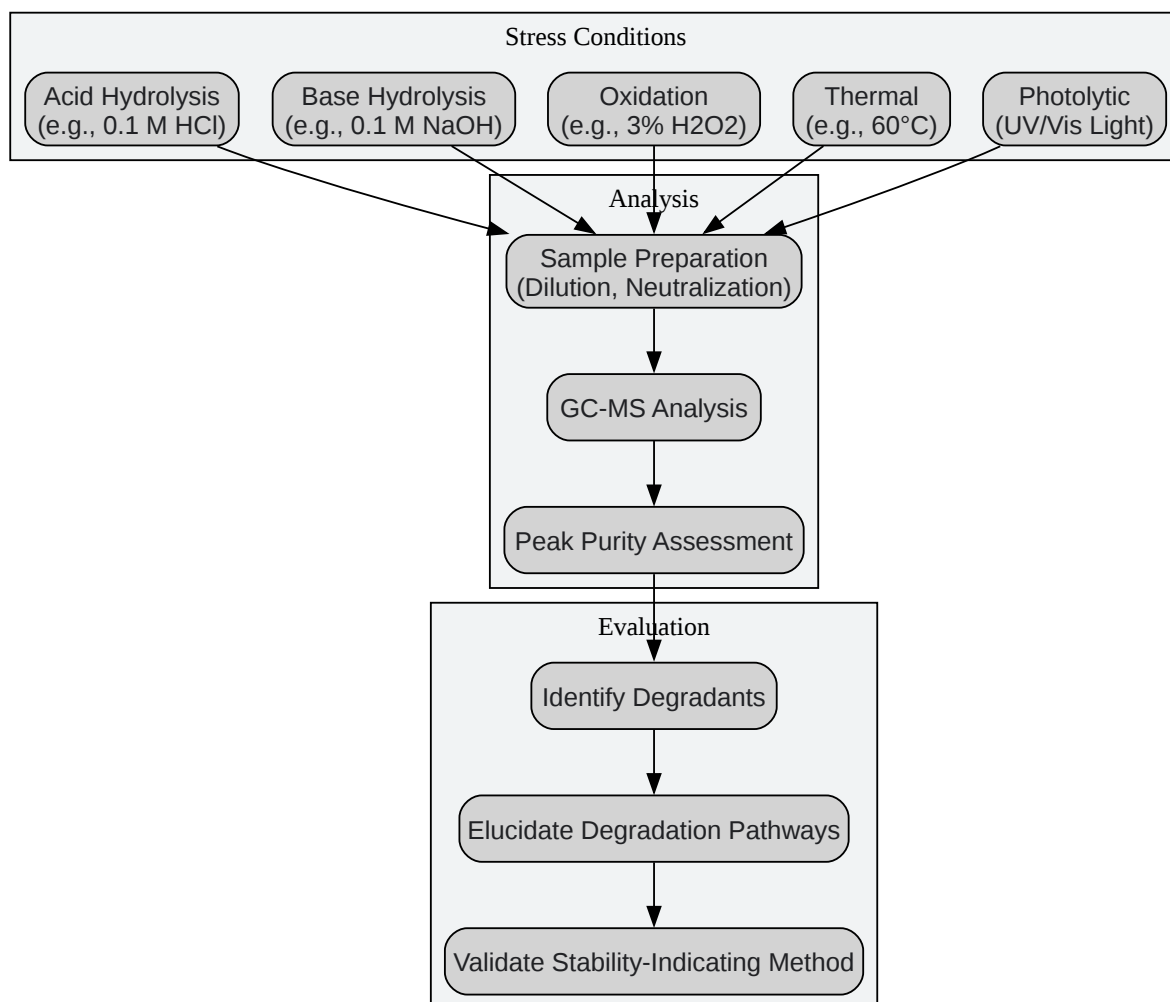 Stress Conditions
Acid Hydrolysis
(e.g., 0.1 M HCl)
Base Hydrolysis
(e.g., 0.1 M NaOH)
Oxidation
(e.g., 3% H2O2)
Thermal
(e.g., 60°C)
Photolytic
(UV/Vis Light)
Analysis
Sample Preparation
(Dilution, Neutralization)
GC-MS Analysis
Peak Purity Assessment
Evaluation
Identify Degradants
Elucidate Degradation Pathways
Validate Stability-Indicating Method